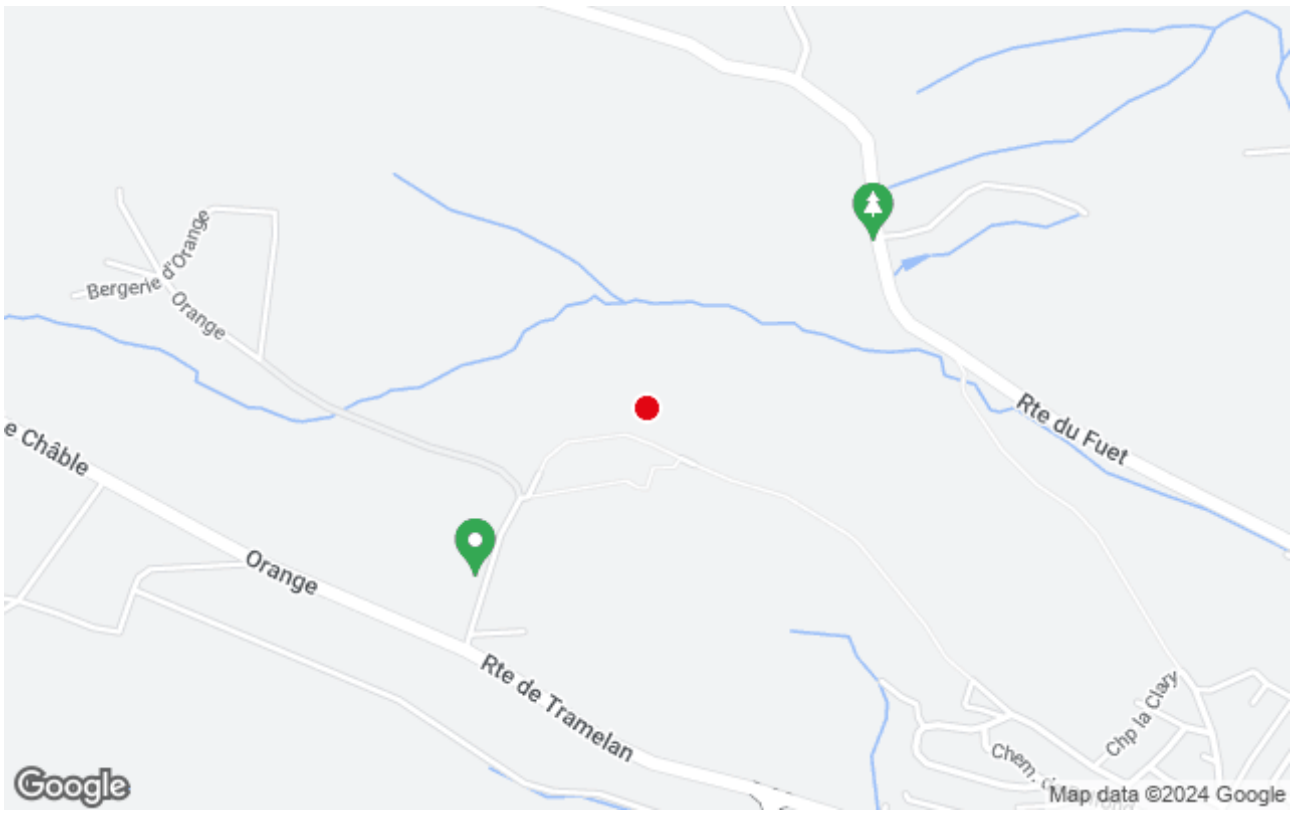 Bergerie d'Orange
Orange
e Châble
Rte du Fuet
Orange
Rte de Tramelan
Chp la Clary
Chem.
Google
Map data ©2024 Google